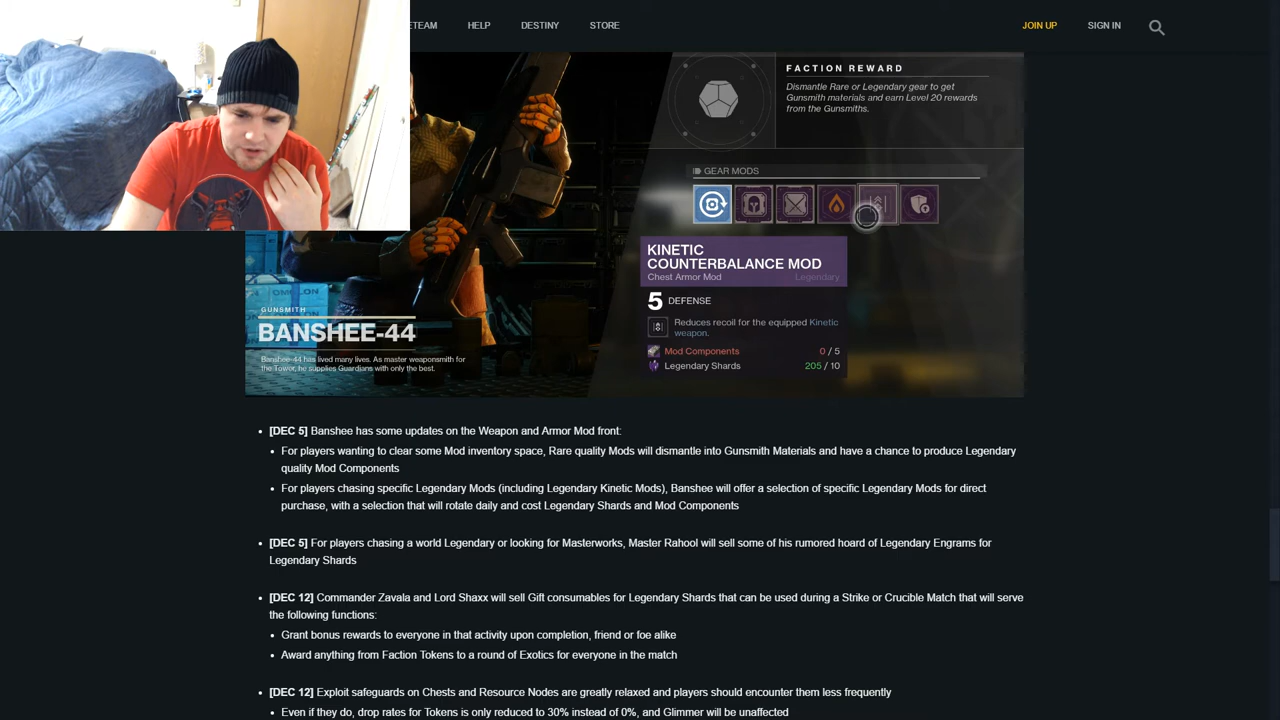 ETEAM HELP DESTINY STORE JOIN UP SIGN IN
FACTION REWARD
Dismantle Rare or Legendary gear to get
Gunsmith materials and earn Level 20 rewards
from the Gunsmiths.
GEAR MODS
KINETIC
COUNTERBALANCE MOD
Chest Armor Mod Legendary
5 DEFENSE
Reduces recoil for the equipped Kinetic
weapon.
Mod Components 0 / 5
Legendary Shards 205 / 10
OMOLON
GUNSMITH
BANSHEE-44
Banshee-44 has lived many lives. As master weaponsmith for
the Tower, he supplies Guardians with only the best.
• [DEC 5] Banshee has some updates on the Weapon and Armor Mod front:
• For players wanting to clear some Mod inventory space, Rare quality Mods will dismantle into Gunsmith Materials and have a chance to produce Legendary
quality Mod Components
• For players chasing specific Legendary Mods (including Legendary Kinetic Mods), Banshee will offer a selection of specific Legendary Mods for direct
purchase, with a selection that will rotate daily and cost Legendary Shards and Mod Components
• [DEC 5] For players chasing a world Legendary or looking for Masterworks, Master Rahool will sell some of his rumored hoard of Legendary Engrams for
Legendary Shards
• [DEC 12] Commander Zavala and Lord Shaxx will sell Gift consumables for Legendary Shards that can be used during a Strike or Crucible Match that will serve
the following functions:
• Grant bonus rewards to everyone in that activity upon completion, friend or foe alike
• Award anything from Faction Tokens to a round of Exotics for everyone in the match
• [DEC 12] Exploit safeguards on Chests and Resource Nodes are greatly relaxed and players should encounter them less frequently
• Even if they do, drop rates for Tokens is only reduced to 30% instead of 0%, and Glimmer will be unaffected